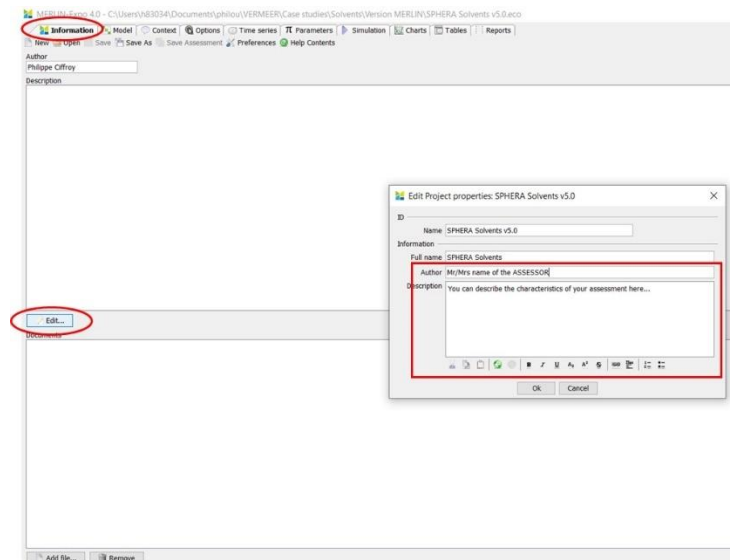 MERLIN-Expo 4.0 - C:\Users\h83034\Documents\philou\VERMEER\Case studies\Solvents\Version MERLIN\SPHERA Solvents v5.0.eco
Information Model Context Options Time series Parameters Simulation Charts Tables Reports
New Open Save Save As Save Assessment Preferences Help Contents
Author
Philippe Ciffroy
Description
Edit Project properties: SPHERA Solvents v5.0
ID
Name SPHERA Solvents v5.0
Information
Full name SPHERA Solvents
Author Mr/Mrs name of the ASSESSOR
Description You can describe the characteristics of your assessment here...
Ok Cancel
Edit...
Documents
Add file... Remove